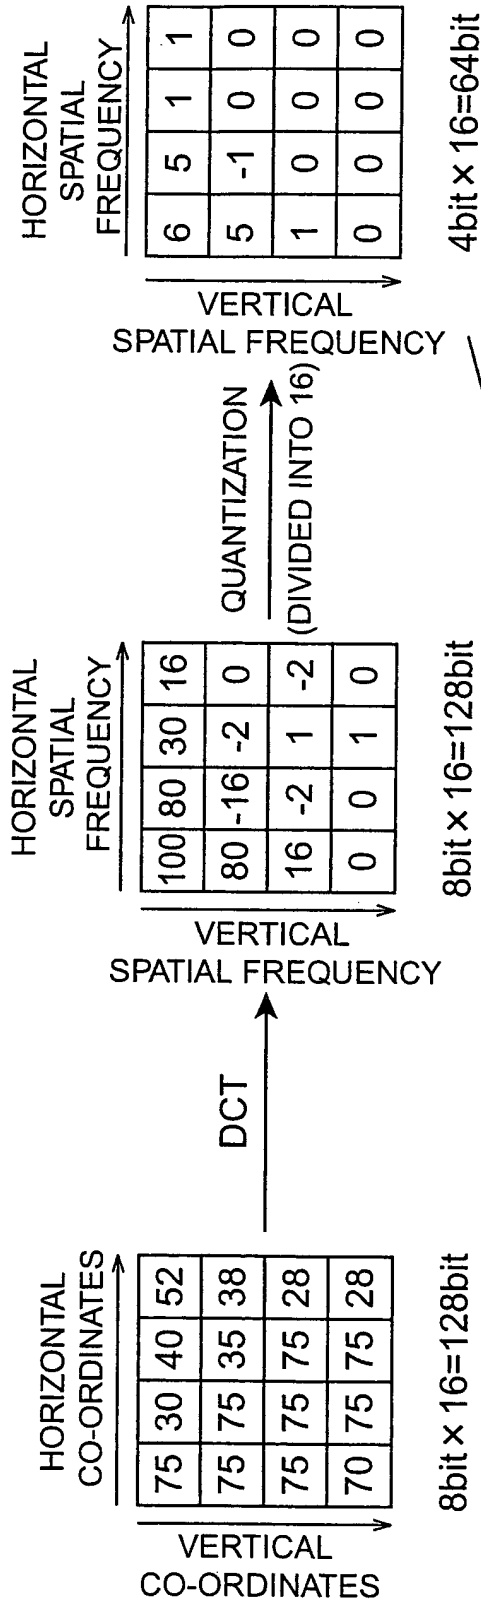 HORIZONTAL
CO-ORDINATES
VERTICAL
CO-ORDINATES
75 30 40 52
75 75 35 38
75 75 75 28
70 75 75 28
8bit×16=128bit
DCT
HORIZONTAL
SPATIAL
FREQUENCY
VERTICAL
SPATIAL FREQUENCY
100 80 30 16
80 -16 -2 0
16 -2 1 -2
0 0 1 0
8bit×16=128bit
QUANTIZATION
(DIVIDED INTO 16)
HORIZONTAL
SPATIAL
FREQUENCY
VERTICAL
SPATIAL FREQUENCY
6 5 1 1
5 -1 0 0
1 0 0 0
0 0 0 0
4bit×16=64bit